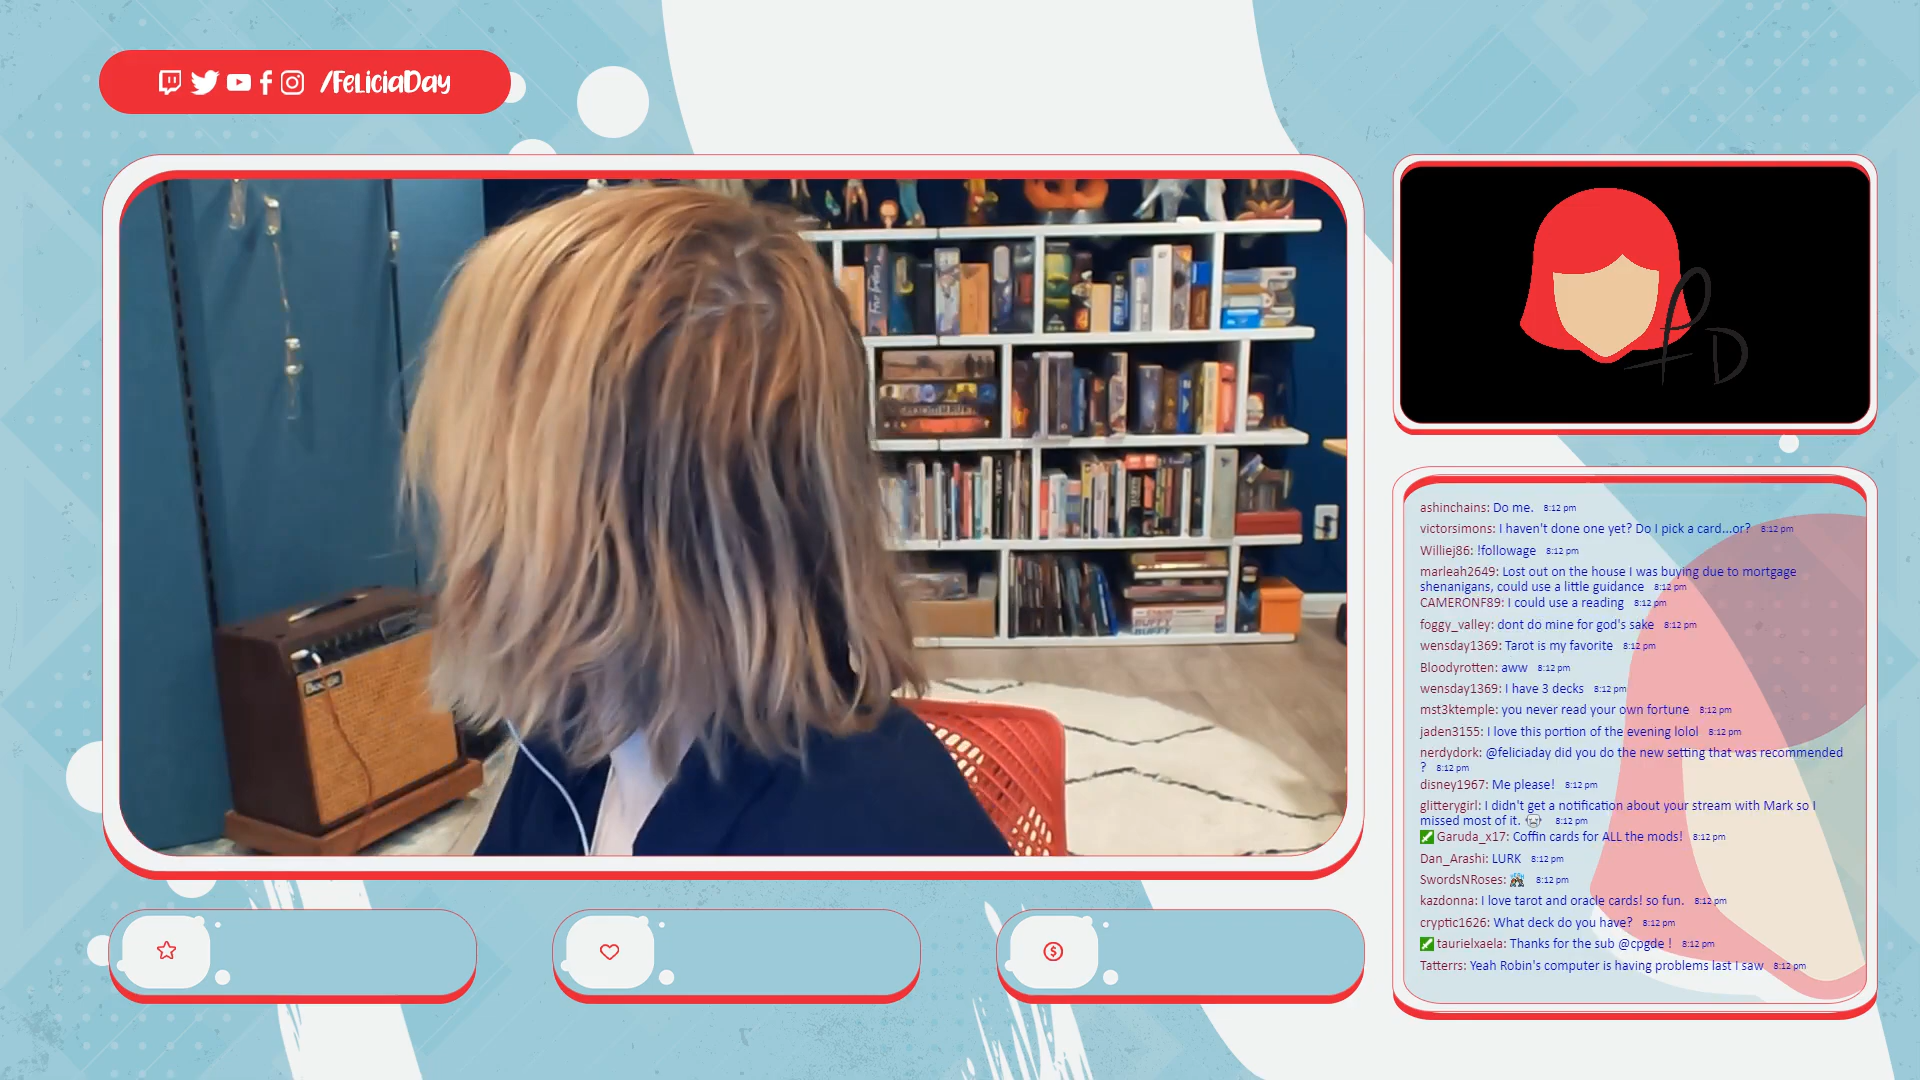 /FeliciaDay
FD
ashinchains: Do me. 8:12 pm
victorsimons: I haven't done one yet? Do I pick a card...or? 8:12 pm
Williej86: !followage 8:12 pm
marleah2649: Lost out on the house I was buying due to mortgage
shenanigans, could use a little guidance 8:12 pm
CAMERONF89: I could use a reading 8:12 pm
foggy_valley: dont do mine for god's sake 8:12 pm
wensday1369: Tarot is my favorite 8:12 pm
Bloodyrotten: aww 8:12 pm
wensday1369: I have 3 decks 8:12 pm
mst3ktemple: you never read your own fortune 8:12 pm
jaden3155: I love this portion of the evening lolol 8:12 pm
nerdydork: @feliciaday did you do the new setting that was recommended
? 8:12 pm
disney1967: Me please! 8:12 pm
glitterygirl: I didn't get a notification about your stream with Mark so I
missed most of it. 8:12 pm
Garuda_x17: Coffin cards for ALL the mods! 8:12 pm
Dan_Arashi: LURK 8:12 pm
SwordsNRoses: 8:12 pm
kazdonna: I love tarot and oracle cards! so fun. 8:12 pm
cryptic1626: What deck do you have? 8:12 pm
taurielxaela: Thanks for the sub @cpgde ! 8:12 pm
Tatterrs: Yeah Robin's computer is having problems last I saw 8:12 pm
BUFFY
BUFFY